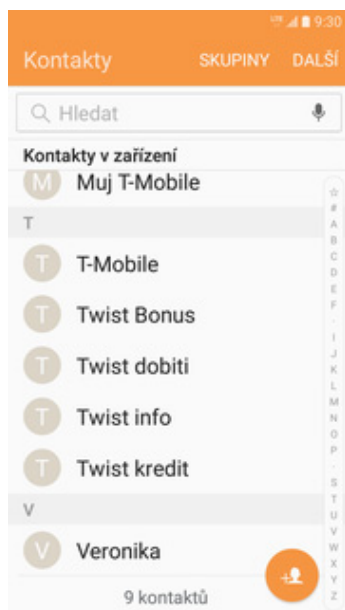 LTE 9:30
Kontakty SKUPINY DALŠÍ
Hledat
Kontakty v zařízení
M Muj T-Mobile
T
T T-Mobile
T Twist Bonus
T Twist dobiti
T Twist info
T Twist kredit
V
V Veronika
9 kontaktů
#
A
B
C
D
E
F
·
I
J
K
L
M
N
O
P
·
S
T
U
V
W
X
Y
Z